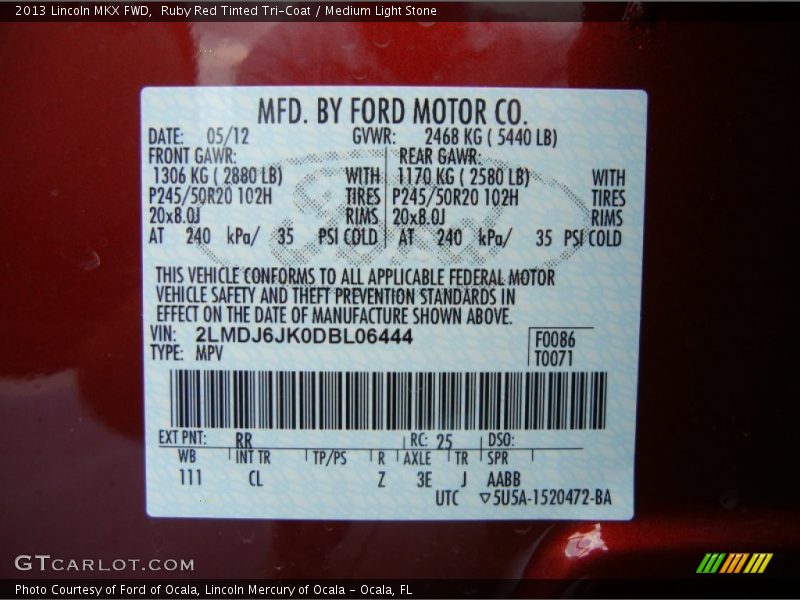 2013 Lincoln MKX FWD,  Ruby Red Tinted Tri-Coat / Medium Light Stone
MFD. BY FORD MOTOR CO.
DATE: 05/12 GVWR: 2468 KG ( 5440 LB)
FRONT GAWR: REAR GAWR:
1306 KG ( 2880 LB) WITH 1170 KG ( 2580 LB) WITH
P245/50R20 102H TIRES P245/50R20 102H TIRES
20x8.0J RIMS 20x8.0J RIMS
AT 240 kPa/ 35 PSI COLD AT 240 kPa/ 35 PSI COLD
THIS VEHICLE CONFORMS TO ALL APPLICABLE FEDERAL MOTOR
VEHICLE SAFETY AND THEFT PREVENTION STANDARDS IN
EFFECT ON THE DATE OF MANUFACTURE SHOWN ABOVE.
VIN: 2LMDJ6JK0DBL06444 F0086
TYPE: MPV T0071
EXT PNT: RR RC: 25 DSO:
WB INT TR TP/PS R AXLE TR SPR
111 CL Z 3E J AABB
UTC ▽5U5A-1520472-BA
GTCARLOT.COM
Photo Courtesy of Ford of Ocala, Lincoln Mercury of Ocala - Ocala, FL